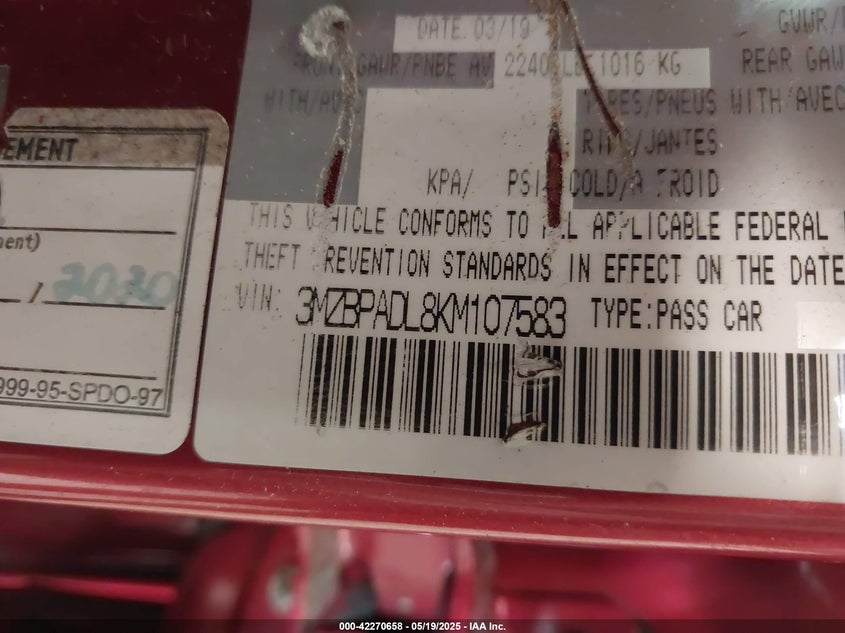 DATE: 03/19
GVWR/
GAWR/PNBE AV 2240 LB 1016 KG
REAR GAW
WITH/AVEC
TIRES/PNEUS WITH/AVEC
RIMS/JANTES
KPA/ PSI COLD/A FROID
THIS VEHICLE CONFORMS TO ALL APPLICABLE FEDERAL
THEFT PREVENTION STANDARDS IN EFFECT ON THE DATE
VIN: 3MZBPADL8KM107583 TYPE:PASS CAR
EMENT
ment)
/ 2020
999-95-SPDO-97
000-42270658 - 05/19/2025 - IAA Inc.